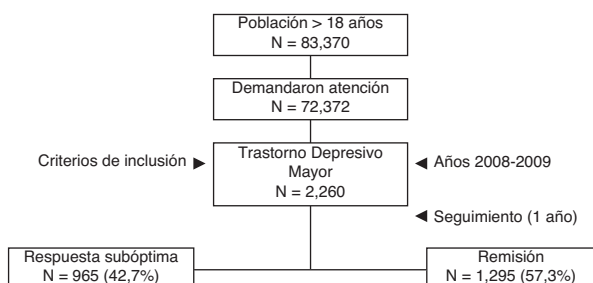 Población > 18 años
N = 83,370
Demandaron atención
N = 72,372
Criterios de inclusión
Trastorno Depresivo
Mayor
N = 2,260
Años 2008-2009
Seguimiento (1 año)
Respuesta subóptima
N = 965 (42,7%)
Remisión
N = 1,295 (57,3%)